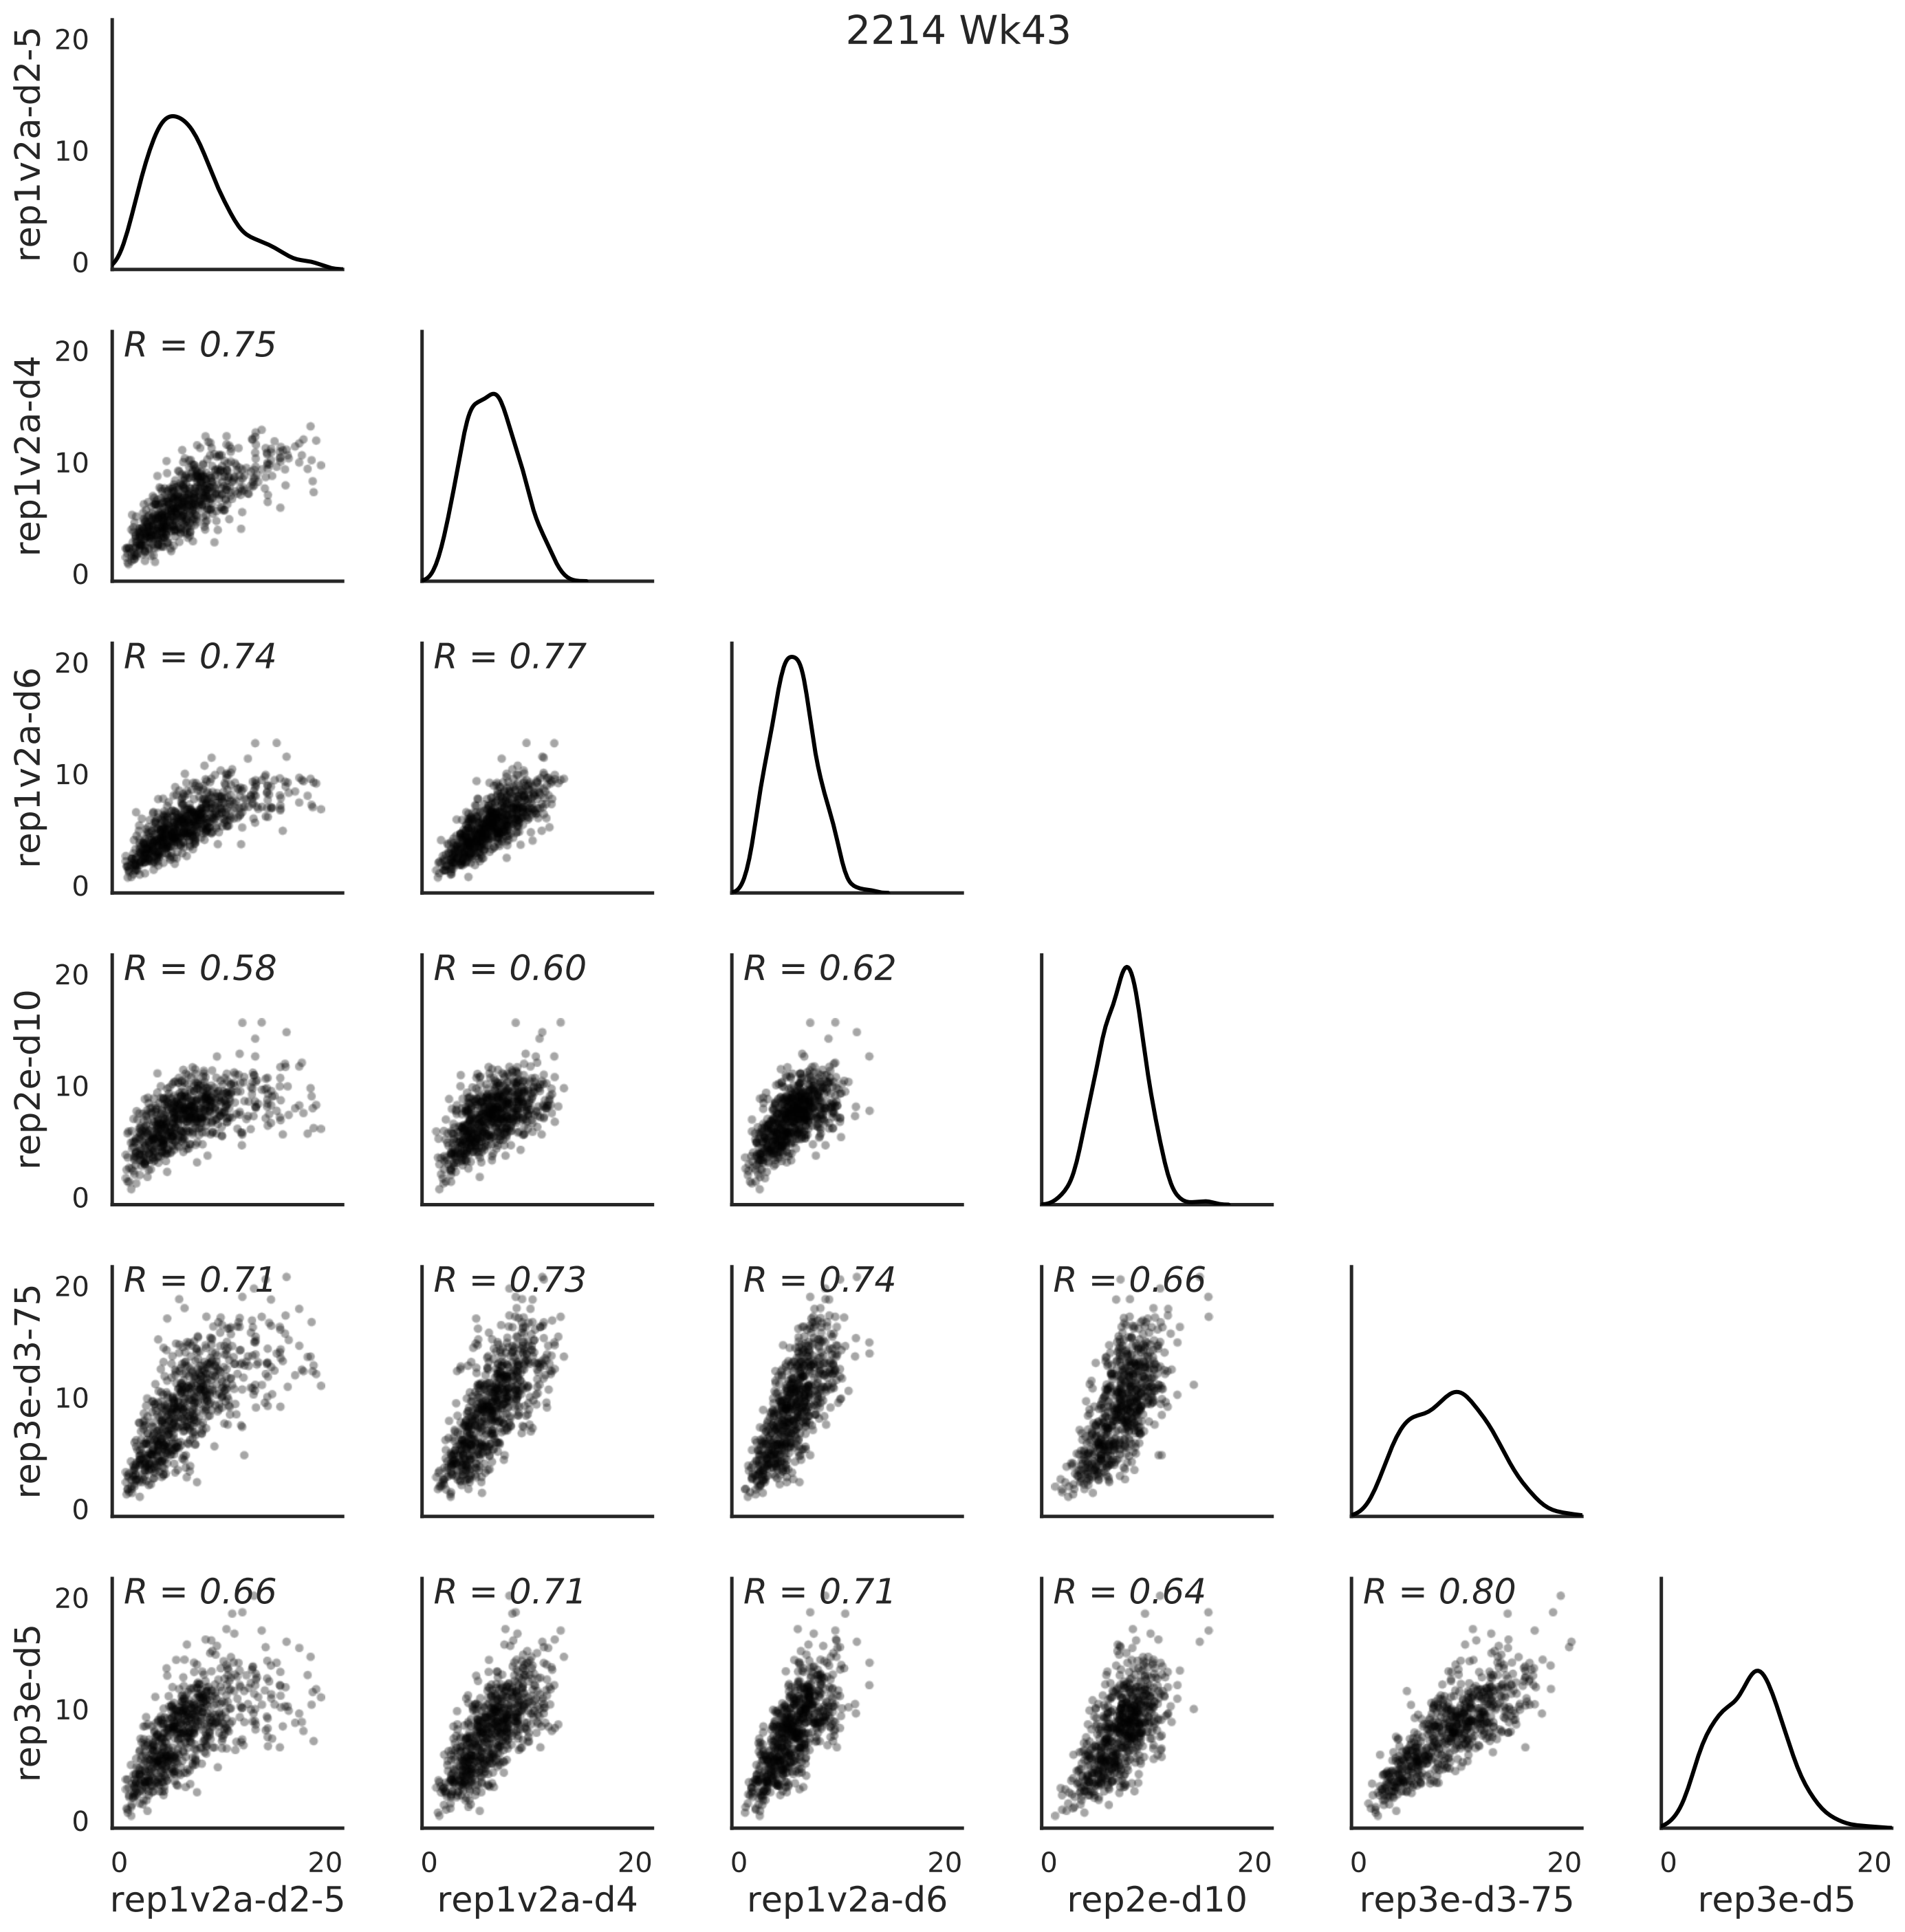 2214 Wk43
rep1v2a-d2-5
20
10
0
rep1v2a-d4
20
10
0
R = 0.75
rep1v2a-d6
20
10
0
R = 0.74
R = 0.77
rep2e-d10
20
10
0
R = 0.58
R = 0.60
R = 0.62
rep3e-d3-75
20
10
0
R = 0.71
R = 0.73
R = 0.74
R = 0.66
rep3e-d5
20
10
0
R = 0.66
R = 0.71
R = 0.71
R = 0.64
R = 0.80
0 20
0 20
0 20
0 20
0 20
0 20
rep1v2a-d2-5
rep1v2a-d4
rep1v2a-d6
rep2e-d10
rep3e-d3-75
rep3e-d5